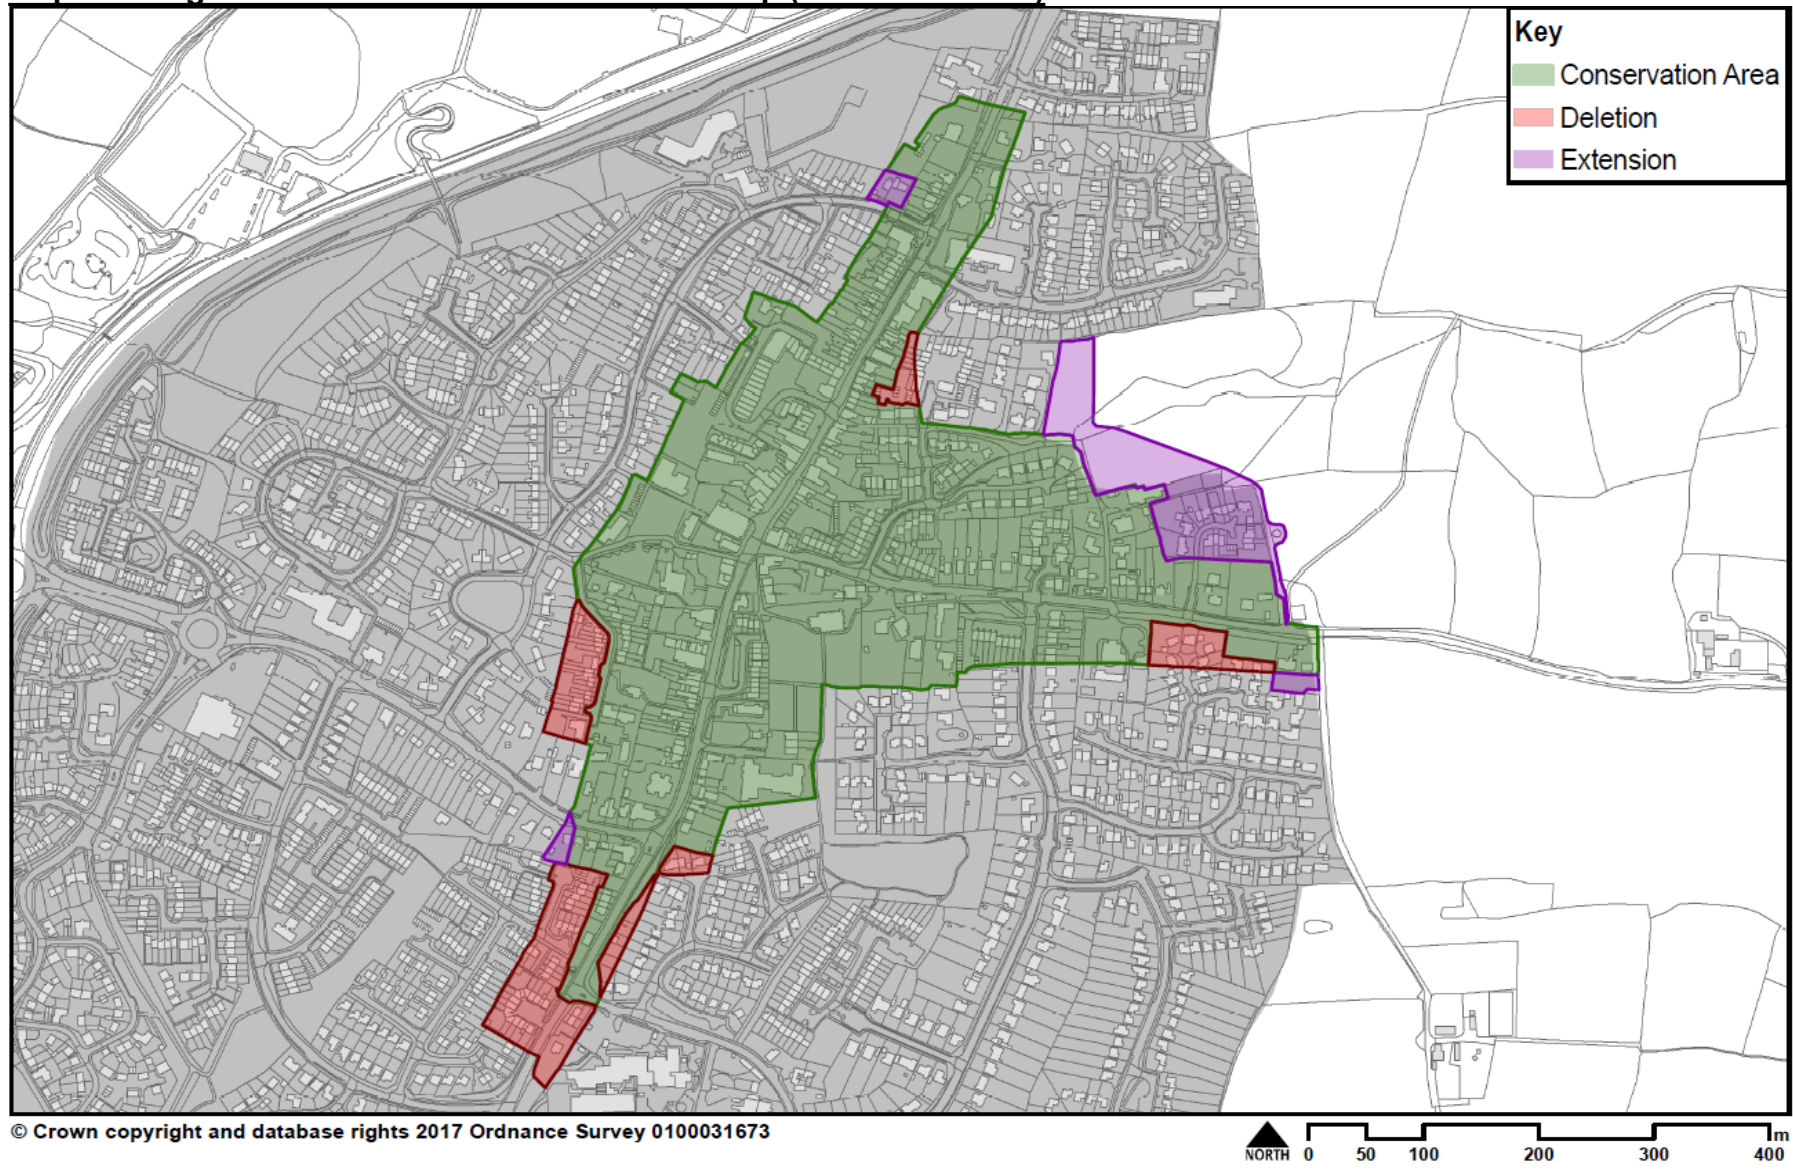 Key
Conservation Area
Deletion
Extension
© Crown copyright and database rights 2017 Ordnance Survey 0100031673
NORTH 0 50 100 200 300 400 m